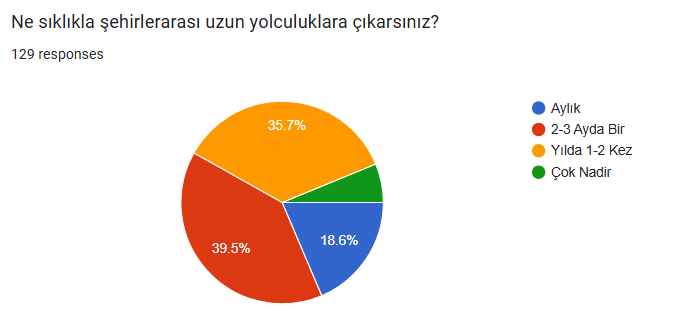 Ne sıklıkla şehirlerarası uzun yolculuklara çıkarsınız?
129 responses
35.7%
39.5%
18.6%
Aylık
2-3 Ayda Bir
Yılda 1-2 Kez
Çok Nadir